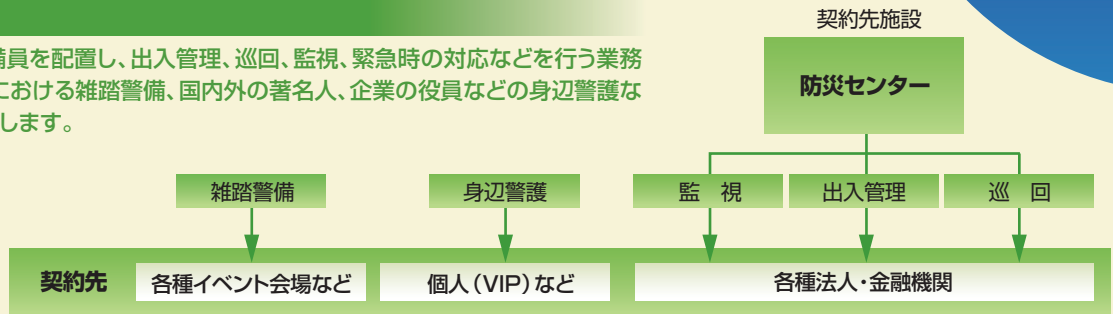 契約先施設
備員を配置し、出入管理、巡回、監視、緊急時の対応などを行う業務
における雑踏警備、国内外の著名人、企業の役員などの身辺警護な
します。
防災センター
雑踏警備
身辺警護
監 視
出入管理
巡 回
契約先
各種イベント会場など
個人(VIP)など
各種法人・金融機関